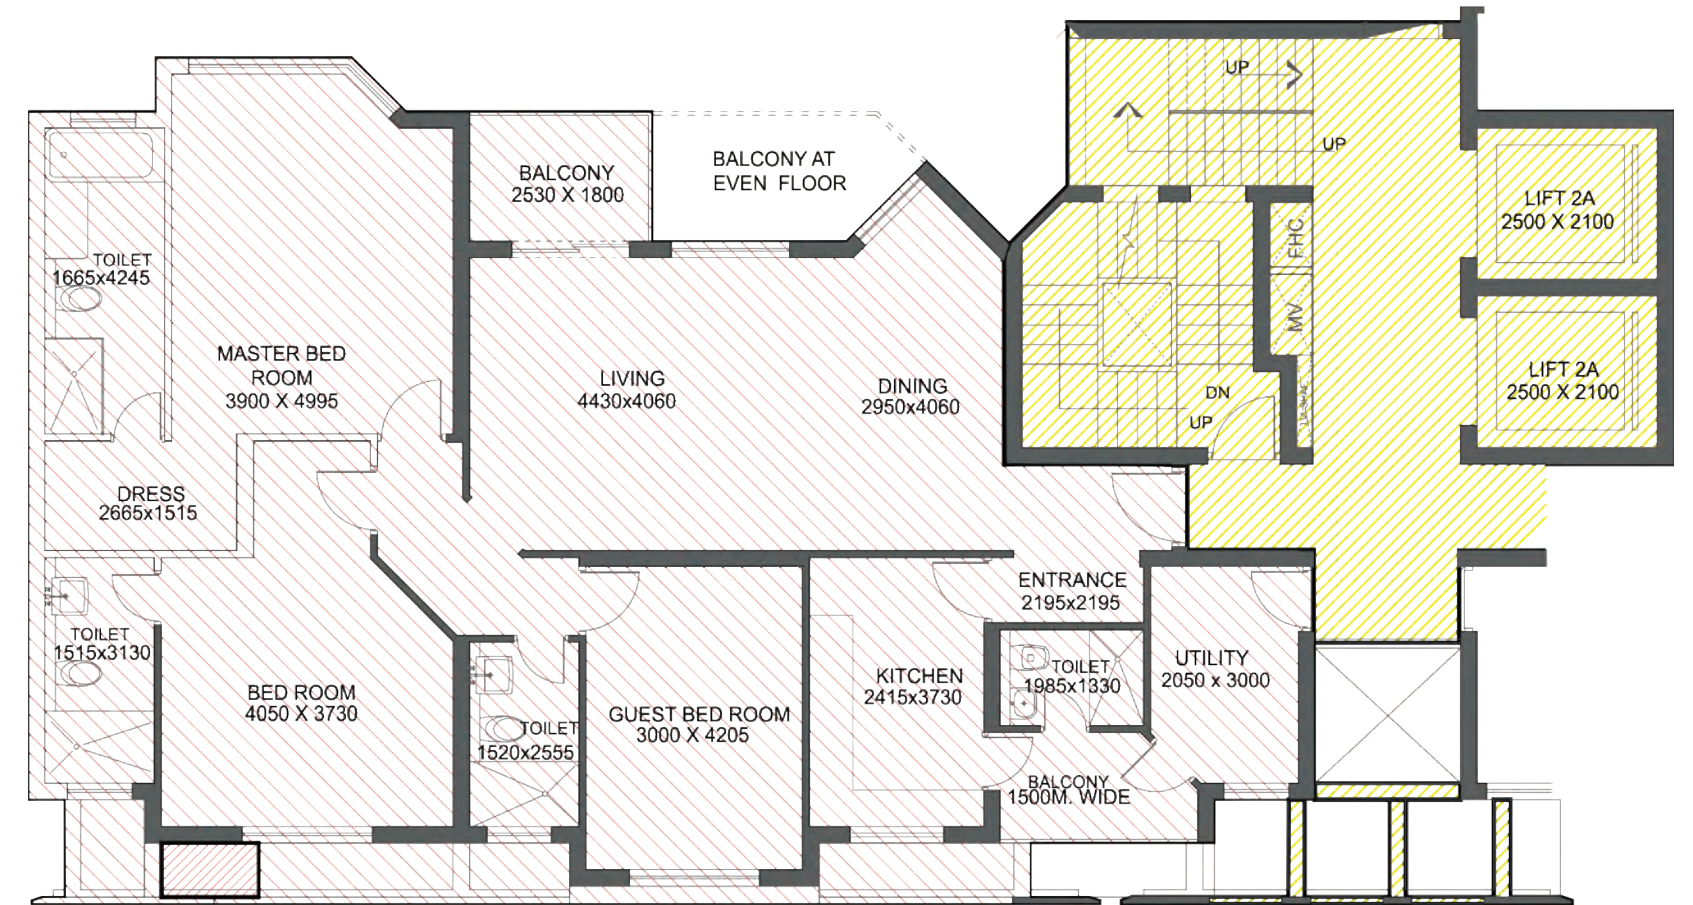 UP
UP
BALCONY
2530 X 1800
BALCONY AT
EVEN FLOOR
LIFT 2A
2500 X 2100
FHC
TOILET
1665x4245
MV
MASTER BED
ROOM
3900 X 4995
LIVING
4430x4060
DINING
2950x4060
DN
UP
LIFT 2A
2500 X 2100
DRESS
2665x1515
ENTRANCE
2195x2195
TOILET
1515x3130
BED ROOM
4050 X 3730
TOILET
1520x2555
GUEST BED ROOM
3000 X 4205
KITCHEN
2415x3730
TOILET
1985x1330
UTILITY
2050 x 3000
BALCONY
1500M. WIDE